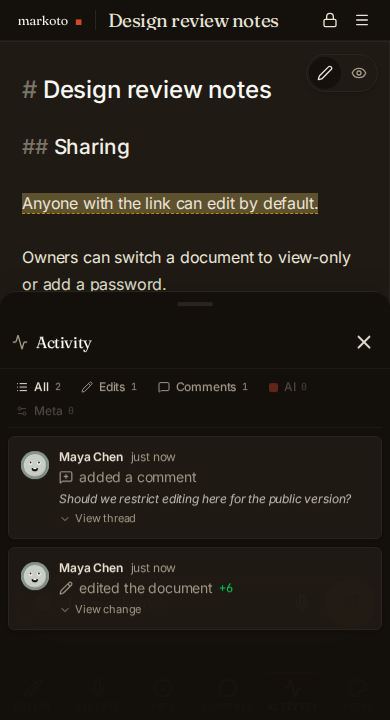 markoto
Design review notes
# Design review notes
## Sharing
Anyone with the link can edit by default.
Owners can switch a document to view-only
or add a password.
Activity
All 2 Edits 1 Comments 1 AI 0
Meta 0
Maya Chen just now
added a comment
Should we restrict editing here for the public version?
View thread
Maya Chen just now
edited the document +6
View change